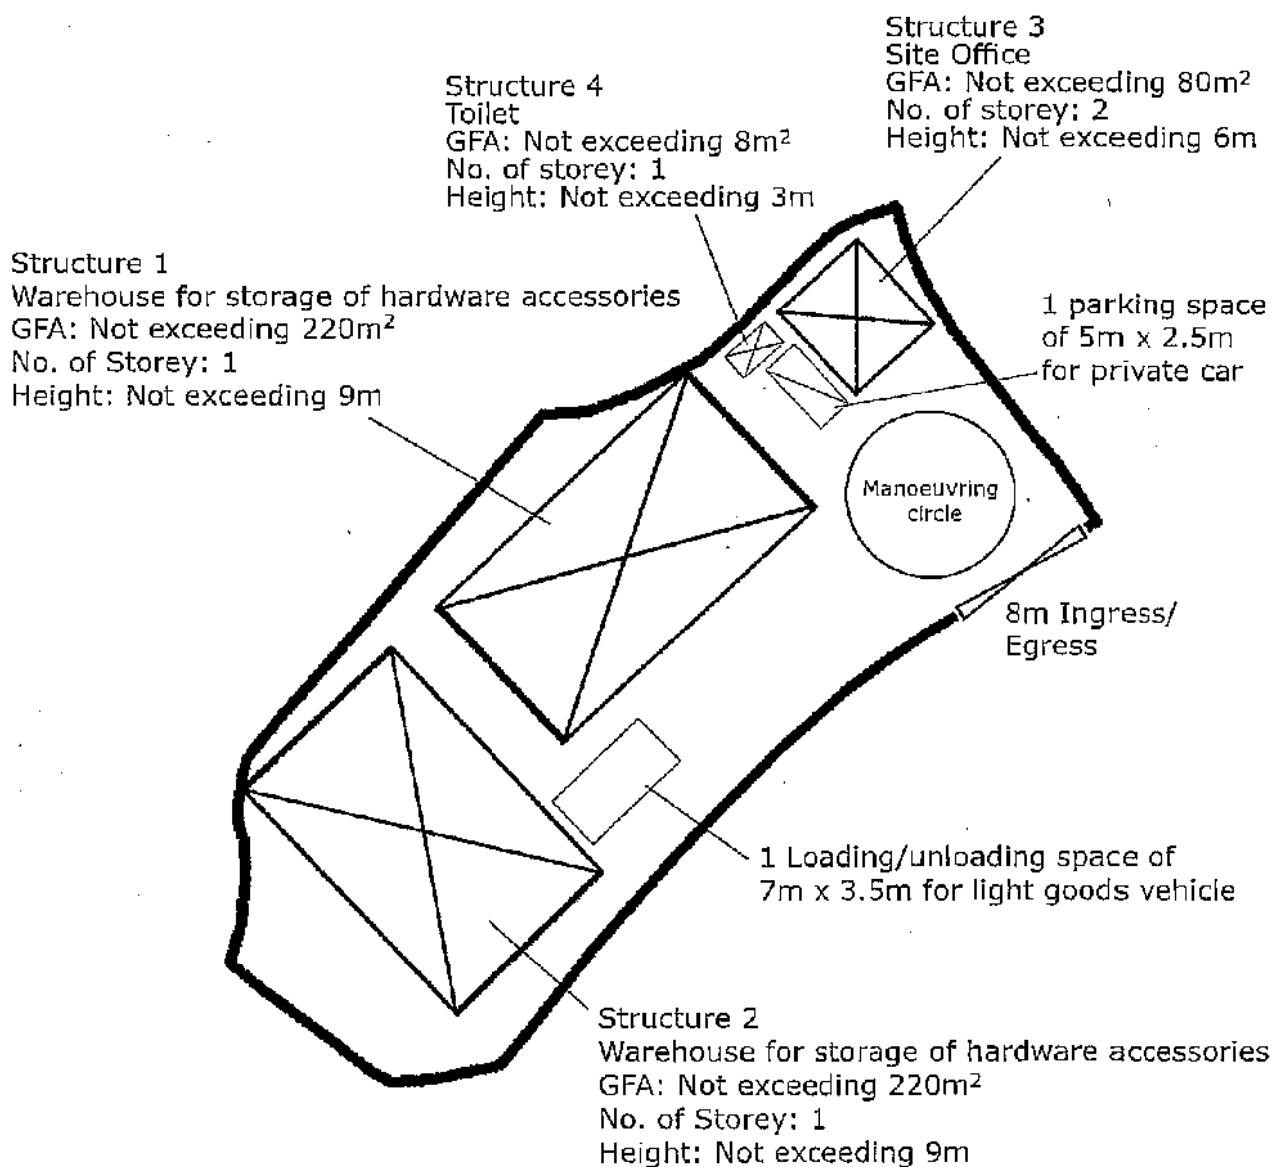 Structure 3
Site Office
GFA: Not exceeding 80m²
No. of storey: 2
Height: Not exceeding 6m
Structure 4
Toilet
GFA: Not exceeding 8m²
No. of storey: 1
Height: Not exceeding 3m
Structure 1
Warehouse for storage of hardware accessories
GFA: Not exceeding 220m²
No. of Storey: 1
Height: Not exceeding 9m
1 parking space
of 5m x 2.5m
for private car
Manoeuvring
circle
8m Ingress/
Egress
1 Loading/unloading space of
7m x 3.5m for light goods vehicle
Structure 2
Warehouse for storage of hardware accessories
GFA: Not exceeding 220m²
No. of Storey: 1
Height: Not exceeding 9m